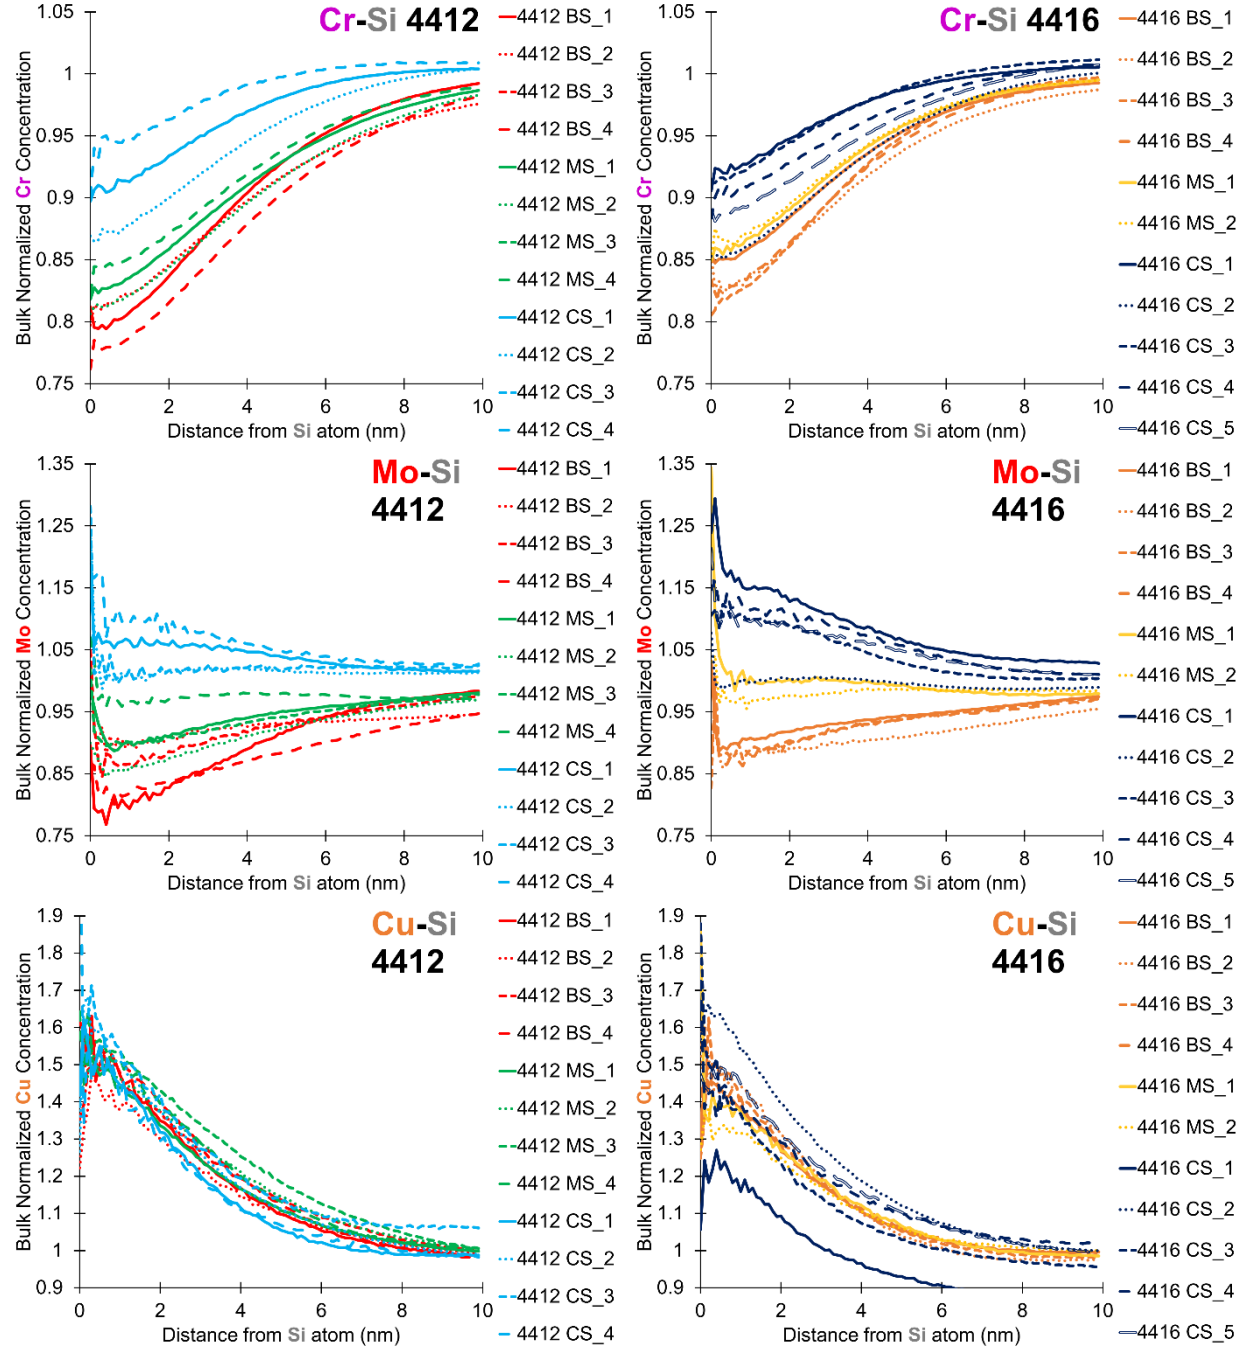 Cr-Si 4412
Bulk Normalized Cr Concentration
1.05
1
0.95
0.9
0.85
0.8
0.75
0 2 4 6 8 10
Distance from Si atom (nm)
4412 BS_1
4412 BS_2
4412 BS_3
4412 BS_4
4412 MS_1
4412 MS_2
4412 MS_3
4412 MS_4
4412 CS_1
4412 CS_2
4412 CS_3
4412 CS_4
Cr-Si 4416
Bulk Normalized Cr Concentration
1.05
1
0.95
0.9
0.85
0.8
0.75
0 2 4 6 8 10
Distance from Si atom (nm)
4416 BS_1
4416 BS_2
4416 BS_3
4416 BS_4
4416 MS_1
4416 MS_2
4416 CS_1
4416 CS_2
4416 CS_3
4416 CS_4
4416 CS_5
Mo-Si
4412
Bulk Normalized Mo Concentration
1.35
1.25
1.15
1.05
0.95
0.85
0.75
0 2 4 6 8 10
Distance from Si atom (nm)
4412 BS_1
4412 BS_2
4412 BS_3
4412 BS_4
4412 MS_1
4412 MS_2
4412 MS_3
4412 MS_4
4412 CS_1
4412 CS_2
4412 CS_3
4412 CS_4
Mo-Si
4416
Bulk Normalized Mo Concentration
1.35
1.25
1.15
1.05
0.95
0.85
0.75
0 2 4 6 8 10
Distance from Si atom (nm)
4416 BS_1
4416 BS_2
4416 BS_3
4416 BS_4
4416 MS_1
4416 MS_2
4416 CS_1
4416 CS_2
4416 CS_3
4416 CS_4
4416 CS_5
Cu-Si
4412
Bulk Normalized Cu Concentration
1.9
1.8
1.7
1.6
1.5
1.4
1.3
1.2
1.1
1
0.9
0 2 4 6 8 10
Distance from Si atom (nm)
4412 BS_1
4412 BS_2
4412 BS_3
4412 BS_4
4412 MS_1
4412 MS_2
4412 MS_3
4412 MS_4
4412 CS_1
4412 CS_2
4412 CS_3
4412 CS_4
Cu-Si
4416
Bulk Normalized Cu Concentration
1.9
1.8
1.7
1.6
1.5
1.4
1.3
1.2
1.1
1
0.9
0 2 4 6 8 10
Distance from Si atom (nm)
4416 BS_1
4416 BS_2
4416 BS_3
4416 BS_4
4416 MS_1
4416 MS_2
4416 CS_1
4416 CS_2
4416 CS_3
4416 CS_4
4416 CS_5